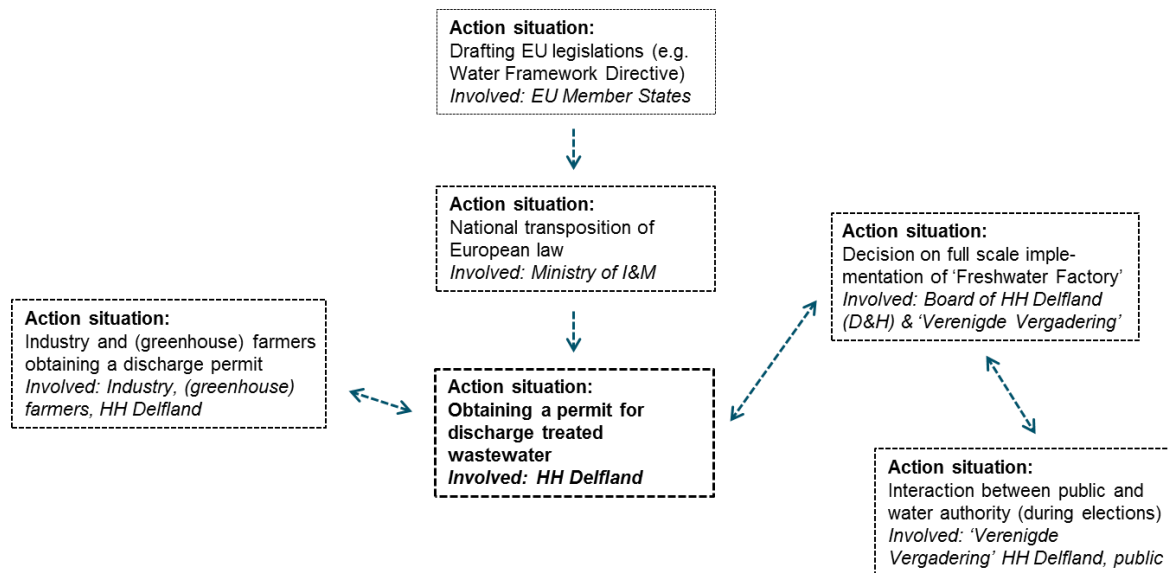 Action situation:
Drafting EU legislations (e.g.
Water Framework Directive)
Involved: EU Member States
Action situation:
National transposition of
European law
Involved: Ministry of I&M
Action situation:
Decision on full scale imple-
mentation of ‘Freshwater Factory’
Involved: Board of HH Delfland
(D&H) & ‘Verenigde Vergadering’
Action situation:
Industry and (greenhouse) farmers
obtaining a discharge permit
Involved: Industry, (greenhouse)
farmers, HH Delfland
Action situation:
Obtaining a permit for
discharge treated
wastewater
Involved: HH Delfland
Action situation:
Interaction between public and
water authority (during elections)
Involved: ‘Verenigde
Vergadering’ HH Delfland, public